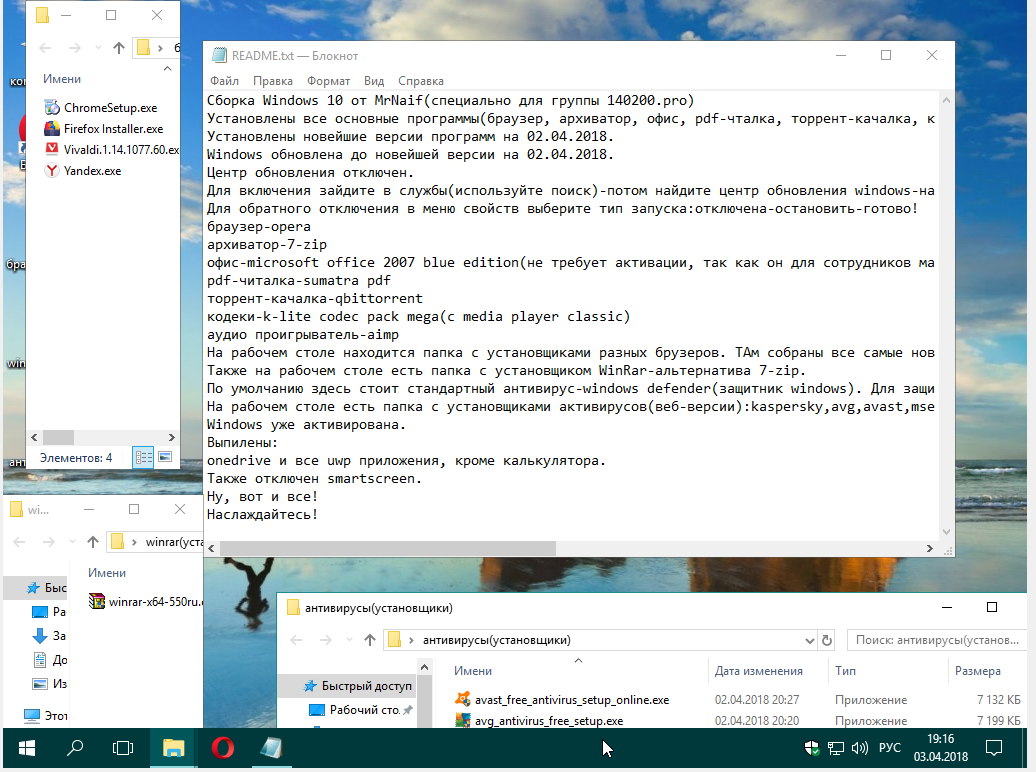 Имени
ChromeSetup.exe
Firefox Installer.exe
Vivaldi.1.14.1077.60.ex
Yandex.exe
Элементов: 4
README.txt — Блокнот
Файл Правка Формат Вид Справка
Сборка Windows 10 от MrNaif(специально для группы 140200.pro)
Установлены все основные программы(браузер, архиватор, офис, pdf-чталка, торрент-качалка, к
Установлены новейшие версии программ на 02.04.2018.
Windows обновлена до новейшей версии на 02.04.2018.
Центр обновления отключен.
Для включения зайдите в службы(используйте поиск)-потом найдите центр обновления windows-на
Для обратного отключения в меню свойств выберите тип запуска:отключена-остановить-готово!
браузер-opera
архиватор-7-zip
офис-microsoft office 2007 blue edition(не требует активации, так как он для сотрудников ма
pdf-читалка-sumatra pdf
торрент-качалка-qbittorrent
кодеки-k-lite codec pack mega(с media player classic)
аудио проигрыватель-aimp
На рабочем столе находится папка с установщиками разных брузеров. ТАм собраны все самые нов
Также на рабочем столе есть папка с установщиком WinRar-альтернатива 7-zip.
По умолчанию здесь стоит стандартный антивирус-windows defender(защитник windows). Для защи
На рабочем столе есть папка с установщиками активирусов(веб-версии):kaspersky,avg,avast,mse
Windows уже активирована.
Выпилены:
onedrive и все uwp приложения, кроме калькулятора.
Также отключен smartscreen.
Ну, вот и все!
Наслаждайтесь!
wi...
winrar(уста
Имени
Быс
Ра
За
До
Из
Этот
winrar-x64-550ru.
антивирусы(установщики)
антивирусы(установщики)
Поиск: антивирусы(установ...
Быстрый доступ
Рабочий сто.
Имени Дата изменения Тип Размера
avast_free_antivirus_setup_online.exe 02.04.2018 20:27 Приложение 7 132 КБ
avg_antivirus_free_setup.exe 02.04.2018 20:20 Приложение 7 199 КБ
РУС
19:16
03.04.2018